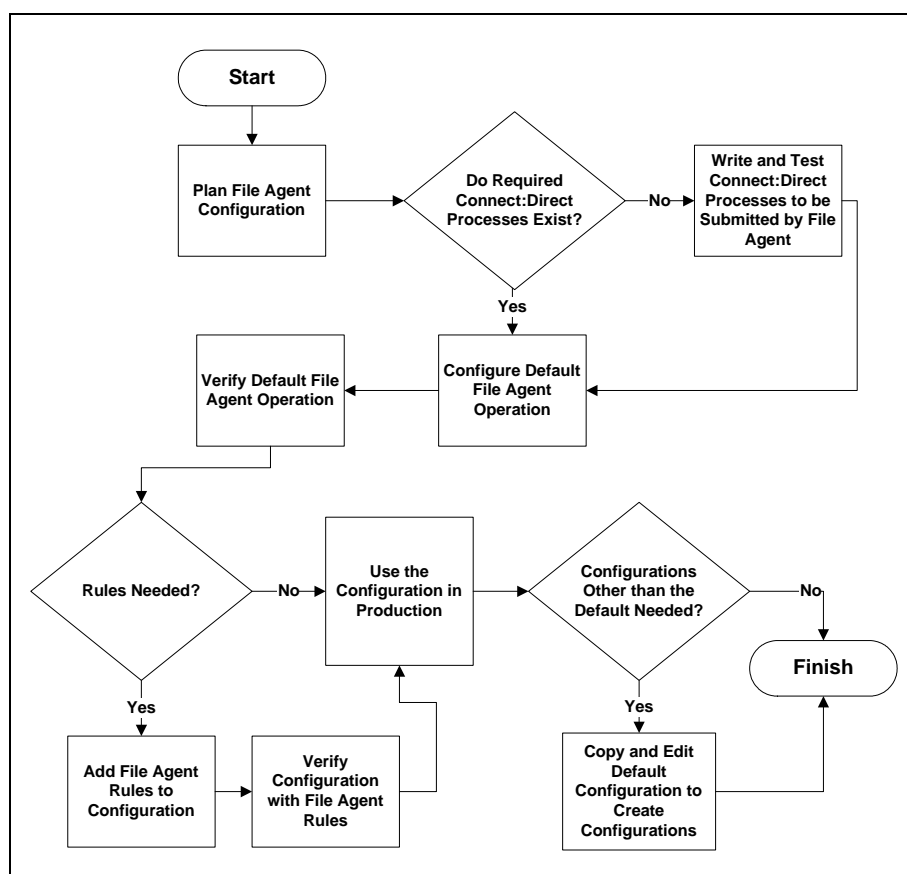 Start
Plan File Agent
Configuration
Do Required
Connect:Direct
Processes Exist?
No
Write and Test
Connect:Direct
Processes to be
Submitted by File
Agent
Yes
Configure Default
File Agent
Operation
Verify Default File
Agent Operation
Rules Needed?
No
Use the
Configuration in
Production
Configurations
Other than the
Default Needed?
No
Finish
Yes
Add File Agent
Rules to
Configuration
Verify
Configuration
with File Agent
Rules
Yes
Copy and Edit
Default
Configuration to
Create
Configurations